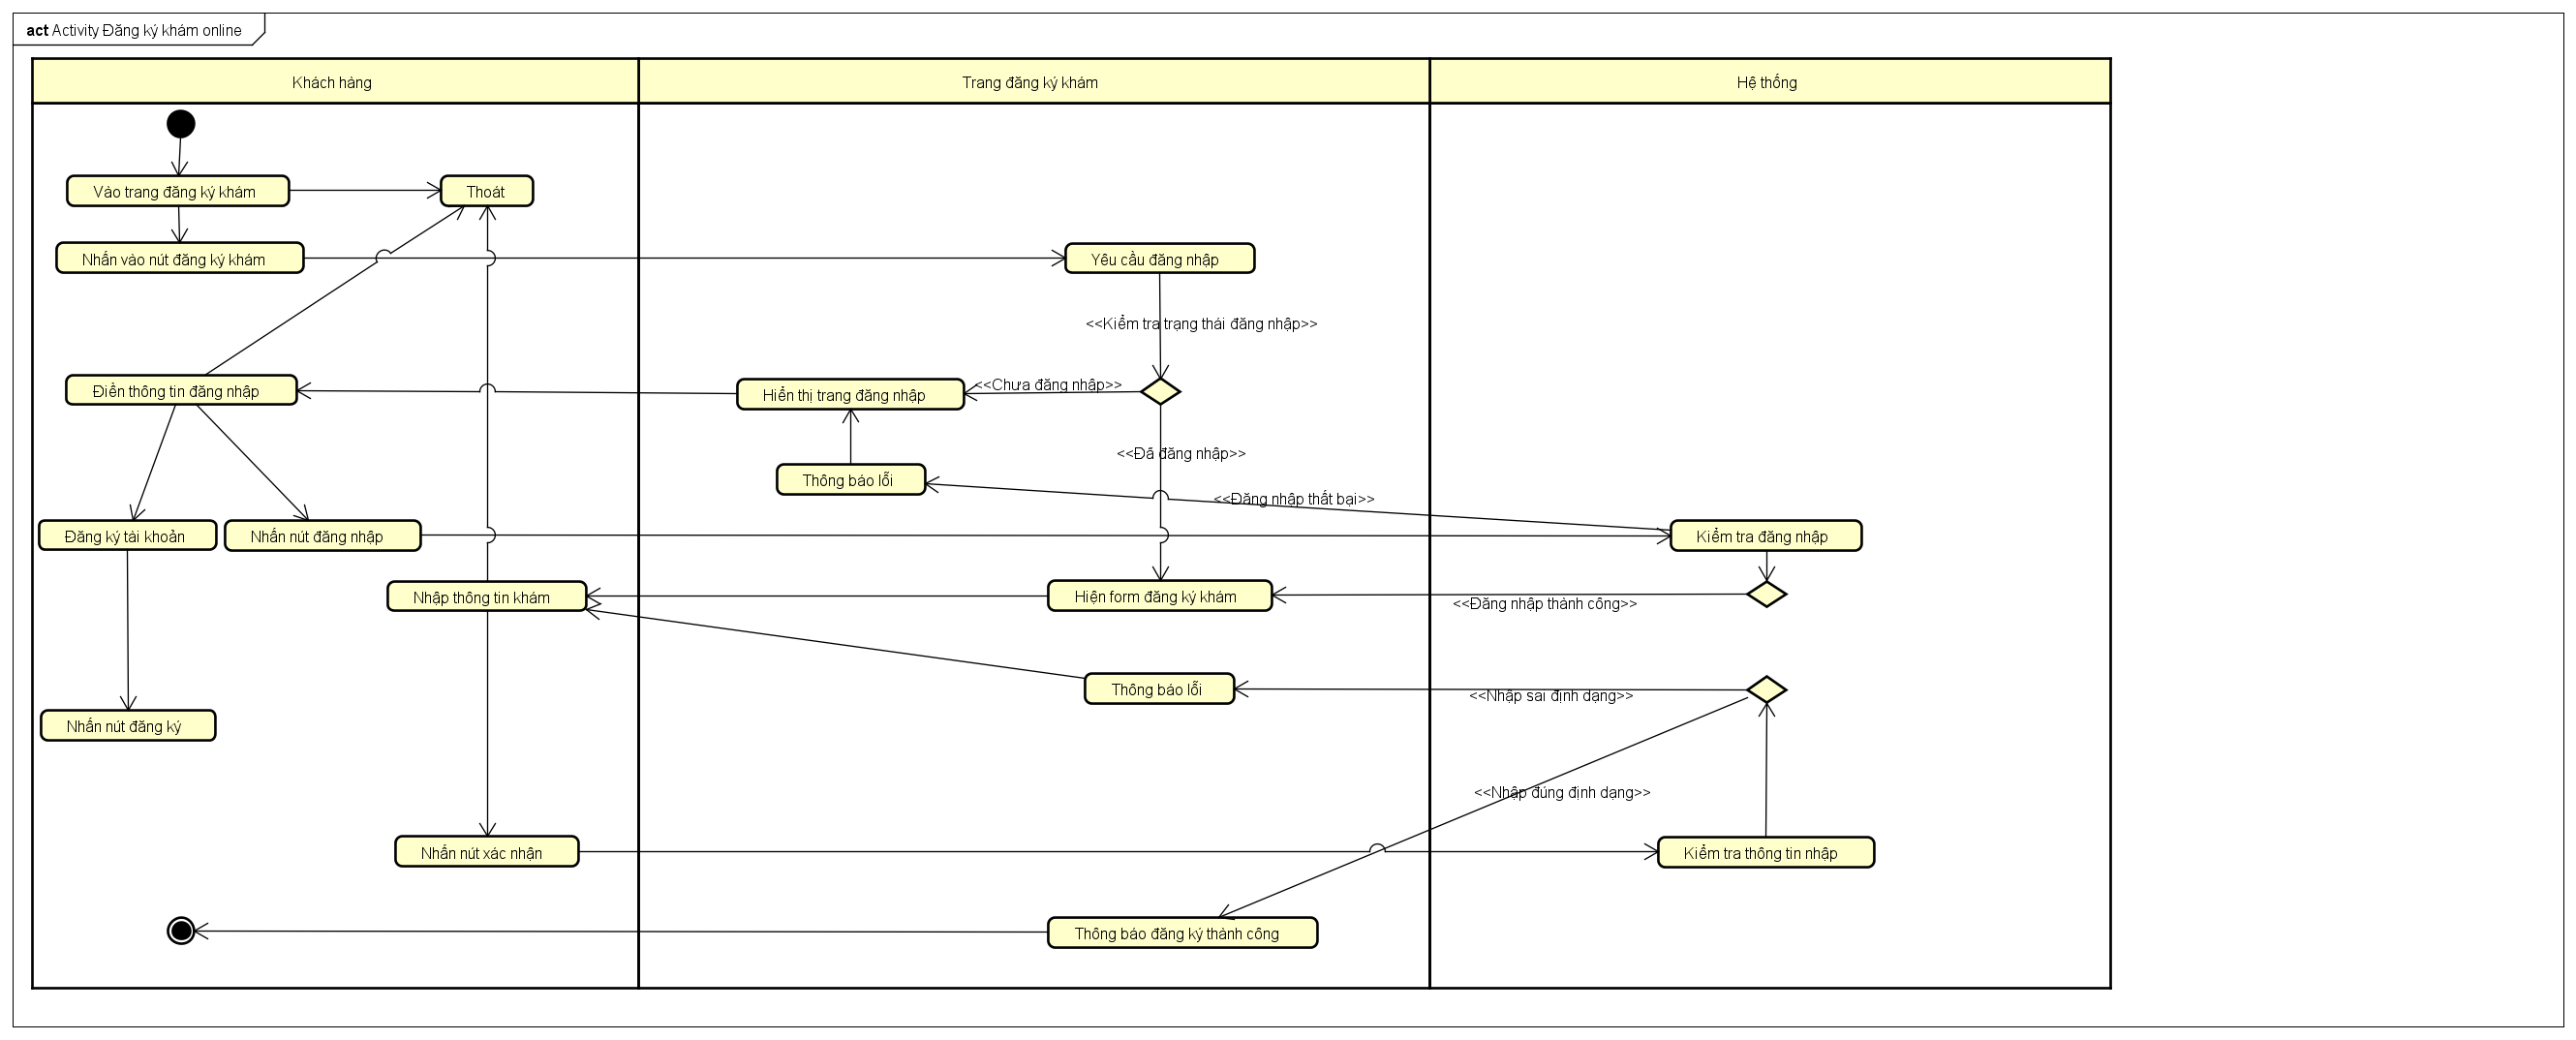 act Activity Đăng ký khám online
Khách hàng
Trang đăng ký khám
Hệ thống
Vào trang đăng ký khám
Thoát
Nhấn vào nút đăng ký khám
Yêu cầu đăng nhập
<<Kiểm tra trạng thái đăng nhập>>
Điền thông tin đăng nhập
Hiển thị trang đăng nhập
<<Chưa đăng nhập>>
<<Đã đăng nhập>>
Thông báo lỗi
<<Đăng nhập thất bại>>
Đăng ký tài khoản
Nhấn nút đăng nhập
Kiểm tra đăng nhập
Nhập thông tin khám
Hiện form đăng ký khám
<<Đăng nhập thành công>>
Thông báo lỗi
<<Nhập sai định dạng>>
Nhấn nút đăng ký
<<Nhập đúng định dạng>>
Nhấn nút xác nhận
Kiểm tra thông tin nhập
Thông báo đăng ký thành công